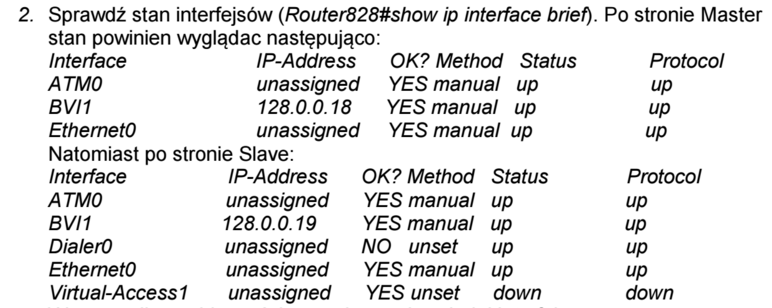 2. Sprawdź stan interfejsów (Router828#show ip interface brief). Po stronie Master
stan powinien wyglądac następująco:
Interface IP-Address OK? Method Status Protocol
ATM0 unassigned YES manual up up
BVI1 128.0.0.18 YES manual up up
Ethernet0 unassigned YES manual up up
Natomiast po stronie Slave:
Interface IP-Address OK? Method Status Protocol
ATM0 unassigned YES manual up up
BVI1 128.0.0.19 YES manual up up
Dialer0 unassigned NO unset up up
Ethernet0 unassigned YES manual up up
Virtual-Access1 unassigned YES unset down down